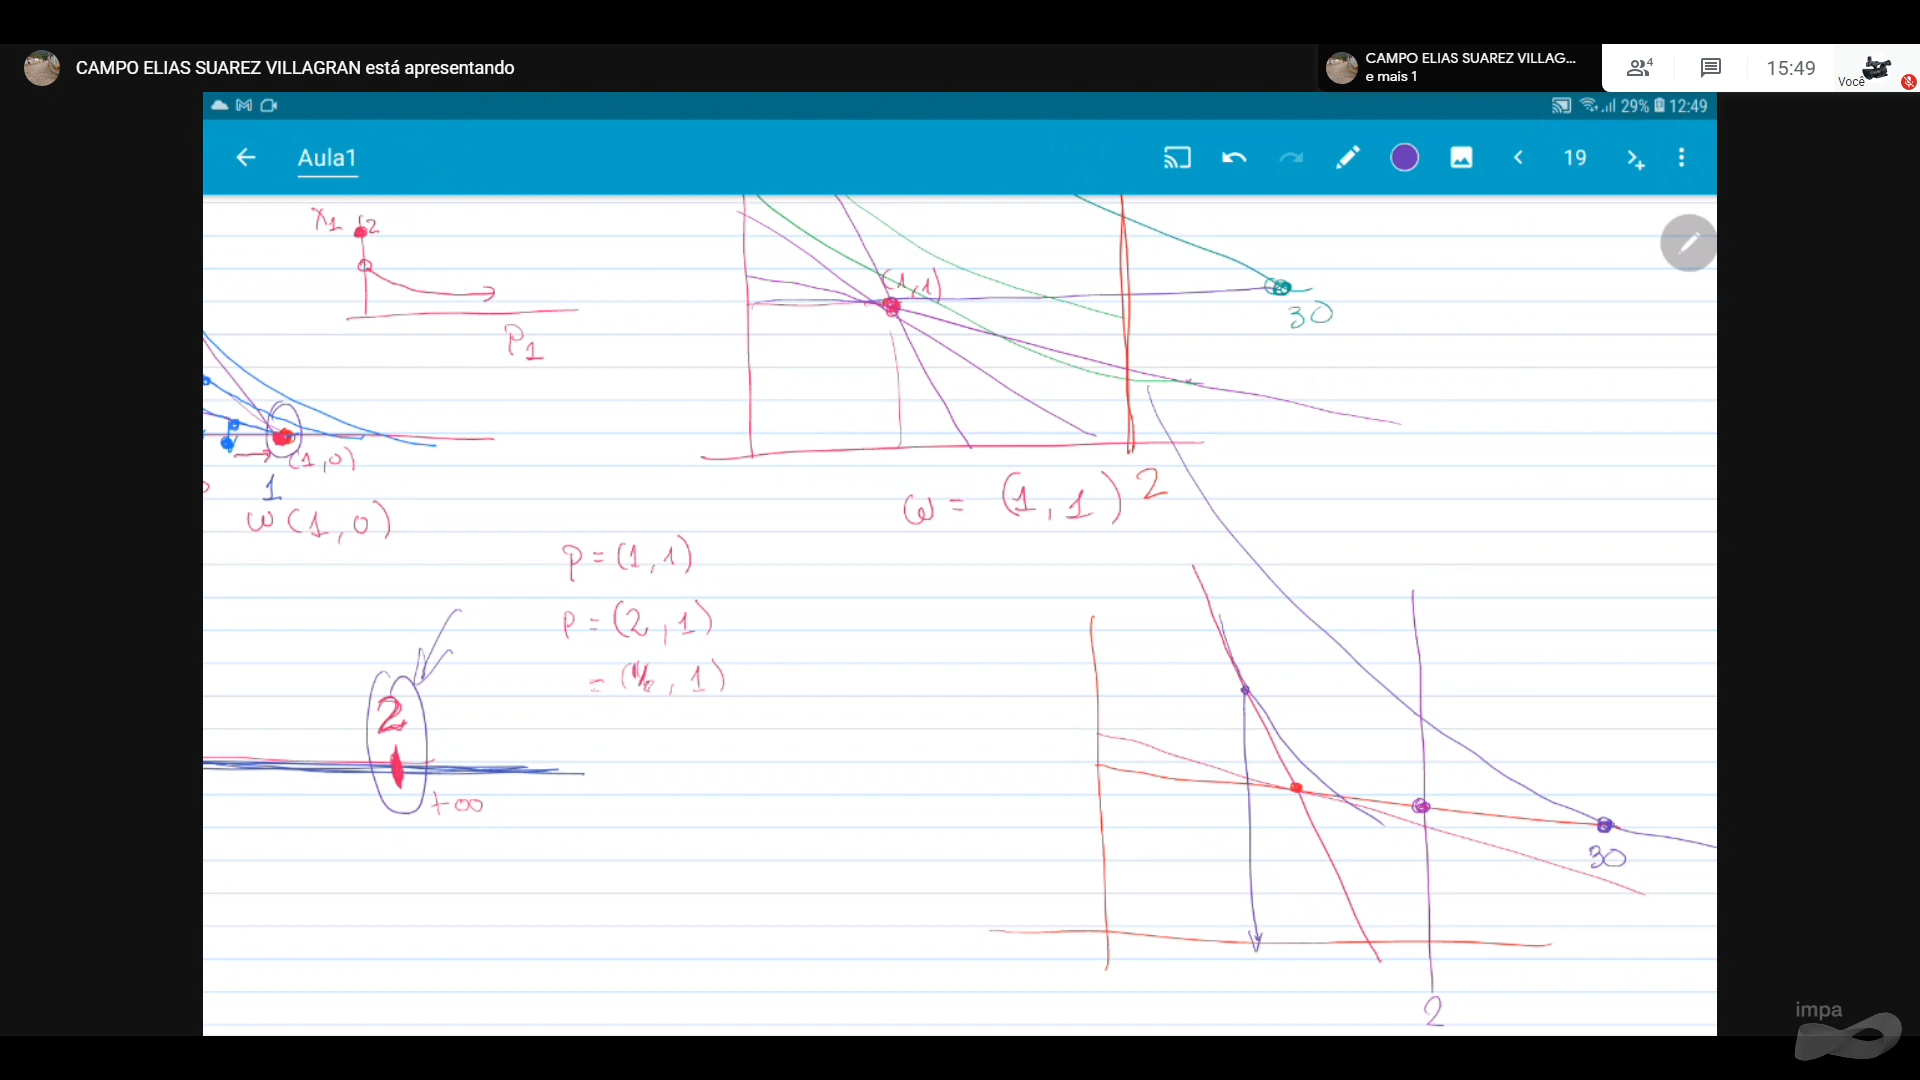 CAMPO ELIAS SUAREZ VILLAGRAN está apresentando
CAMPO ELIAS SUAREZ VILLAG...
e mais 1
4
15:49
Você
29% 12:49
Aula1
19
X1 2
P1
(1,1)
30
(1,0)
1
2
ω = (1,1)
ω(1,0)
P = (1,1)
P = (2,1)
= (1/2,1)
2
+∞
30
2
impa